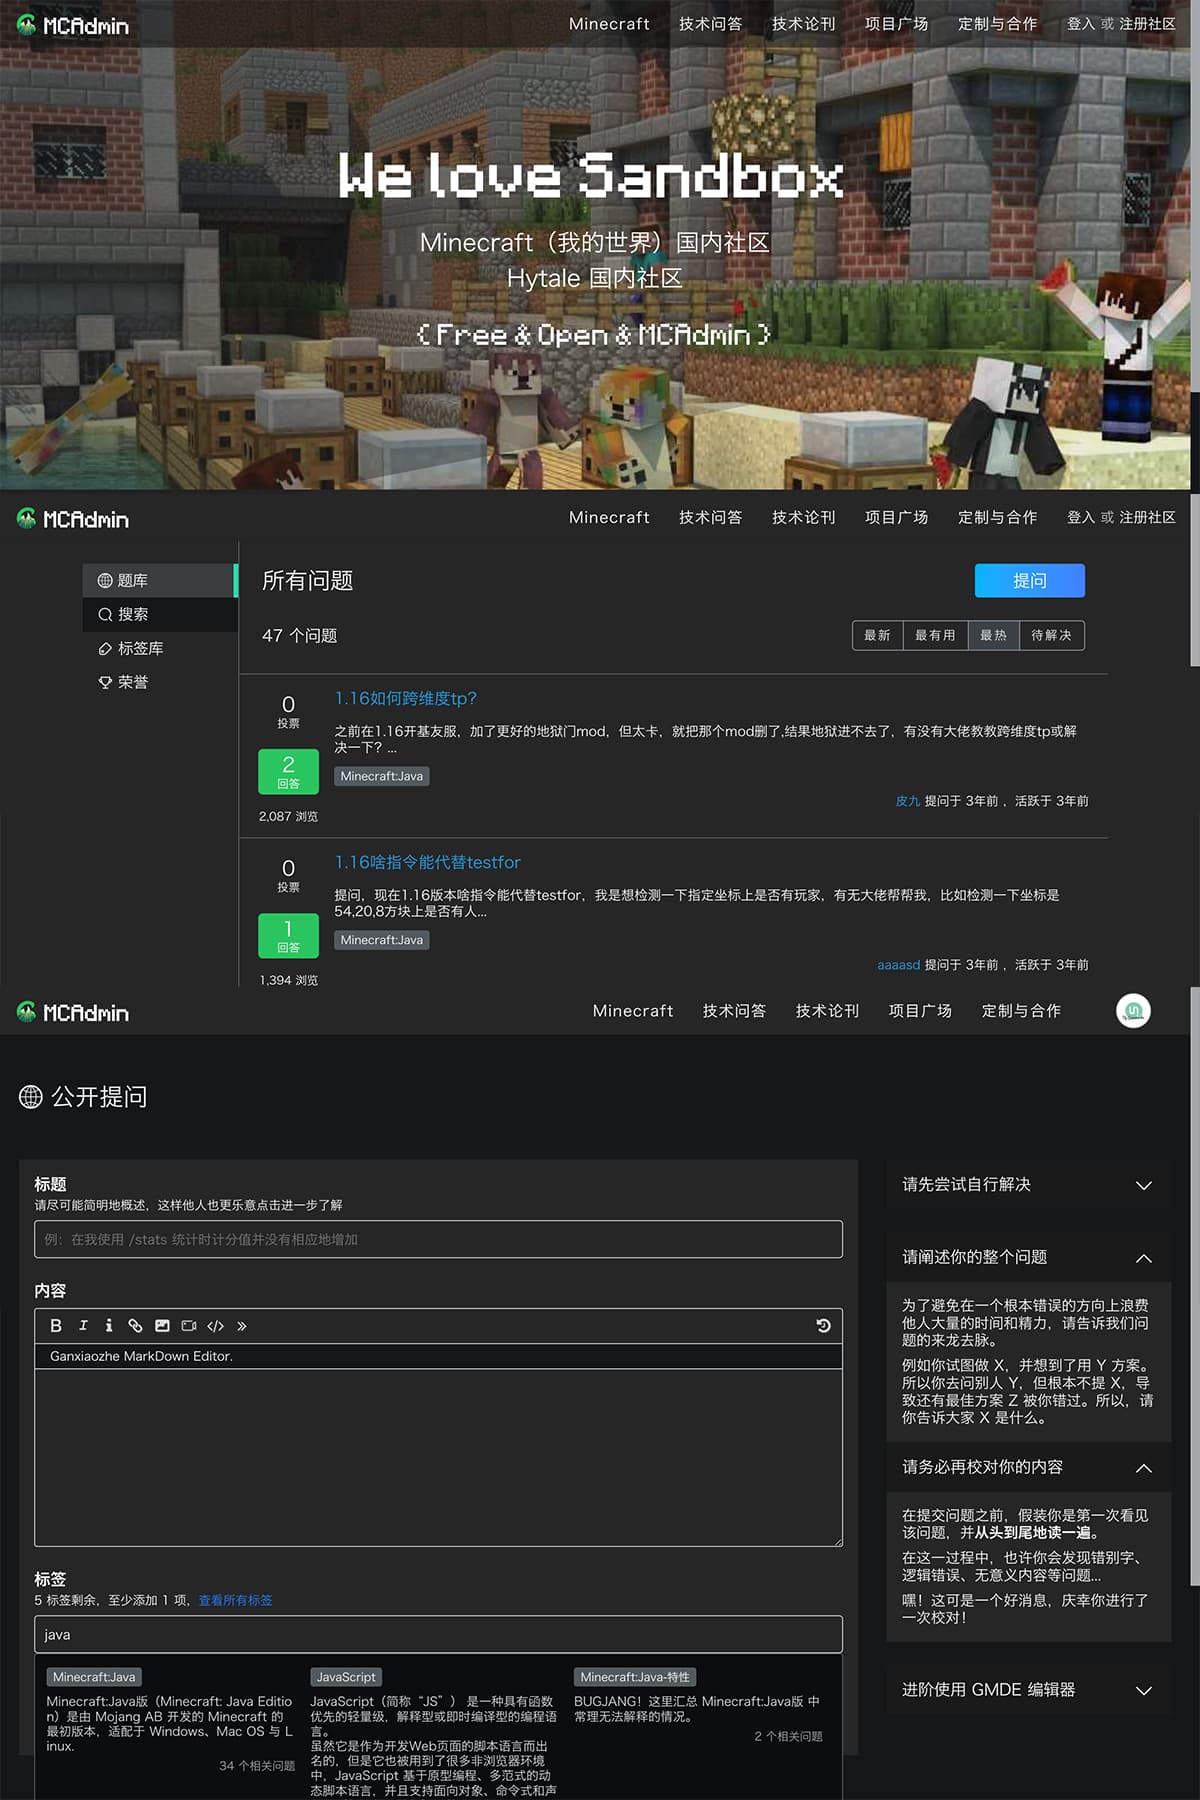 MCAdmin
Minecraft 技术问答 技术论刊 项目广场 定制与合作 登入 或 注册社区
We love Sandbox
Minecraft（我的世界）国内社区
Hytale 国内社区
{ Free & Open & MCAdmin }
MCAdmin
Minecraft 技术问答 技术论刊 项目广场 定制与合作 登入 或 注册社区
题库
搜索
标签库
荣誉
所有问题
提问
47 个问题
最新 最有用 最热 待解决
0
投票
2
回答
2,087 浏览
1.16如何跨维度tp?
之前在1.16开基友服，加了更好的地狱门mod，但太卡，就把那个mod删了,结果地狱进不去了，有没有大佬教教跨维度tp或解
决一下？...
Minecraft:Java
皮九 提问于 3年前 ，活跃于 3年前
0
投票
1
回答
1,394 浏览
1.16啥指令能代替testfor
提问，现在1.16版本啥指令能代替testfor，我是想检测一下指定坐标上是否有玩家，有无大佬帮帮我，比如检测一下坐标是
54,20,8方块上是否有人...
Minecraft:Java
aaaasd 提问于 3年前 ，活跃于 3年前
MCAdmin
Minecraft 技术问答 技术论刊 项目广场 定制与合作
公开提问
标题
请尽可能简明地概述，这样他人也更乐意点击进一步了解
例：在我使用 /stats 统计时计分值并没有相应地增加
内容
Ganxiaozhe MarkDown Editor.
标签
5 标签剩余，至少添加 1 项，查看所有标签
java
Minecraft:Java
Minecraft:Java版（Minecraft: Java Editio
n）是由 Mojang AB 开发的 Minecraft 的
最初版本，适配于 Windows、Mac OS 与 L
inux.
34 个相关问题
JavaScript
JavaScript（简称“JS”） 是一种具有函数
优先的轻量级，解释型或即时编译型的编程语
言。
虽然它是作为开发Web页面的脚本语言而出
名的，但是它也被用到了很多非浏览器环境
中，JavaScript 基于原型编程、多范式的动
态脚本语言，并且支持面向对象、命令式和声
Minecraft:Java-特性
BUGJANG！这里汇总 Minecraft:Java版 中
常理无法解释的情况。
2 个相关问题
请先尝试自行解决
请阐述你的整个问题
为了避免在一个根本错误的方向上浪费
他人大量的时间和精力，请告诉我们问
题的来龙去脉。
例如你试图做 X，并想到了用 Y 方案。
所以你去问别人 Y，但根本不提 X，导
致还有最佳方案 Z 被你错过。所以，请
你告诉大家 X 是什么。
请务必再校对你的内容
在提交问题之前，假装你是第一次看见
该问题，并从头到尾地读一遍。
在这一过程中，也许你会发现错别字、
逻辑错误、无意义内容等问题...
嘿！这可是一个好消息，庆幸你进行了
一次校对！
进阶使用 GMDE 编辑器